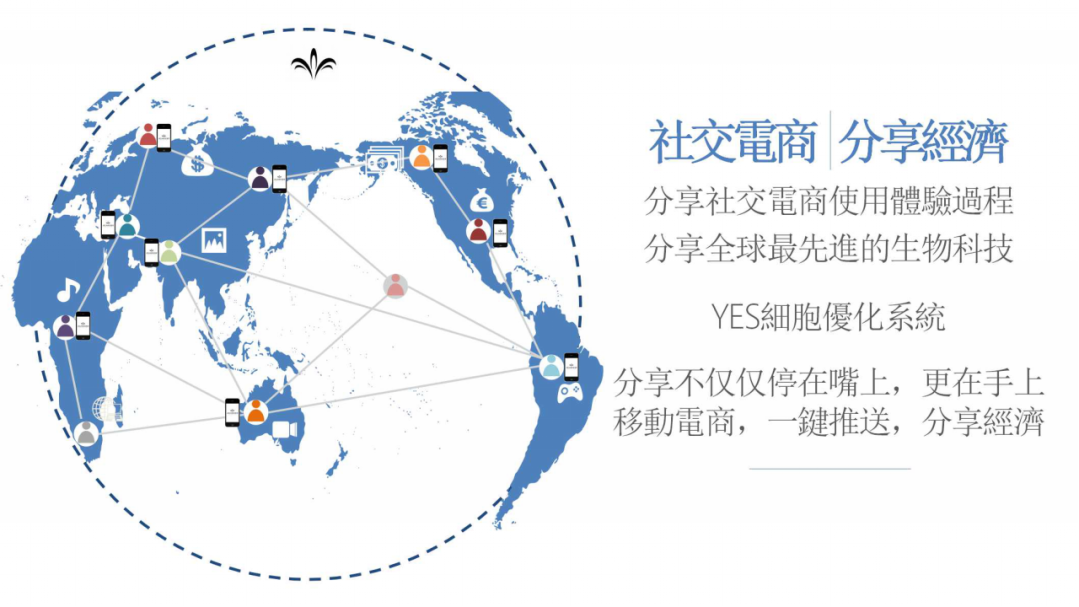 社交電商 分享經濟
分享社交電商使用體驗過程
分享全球最先進的生物科技
YES細胞優化系統
分享不仅仅停在嘴上，更在手上
移動電商，一鍵推送，分享經濟